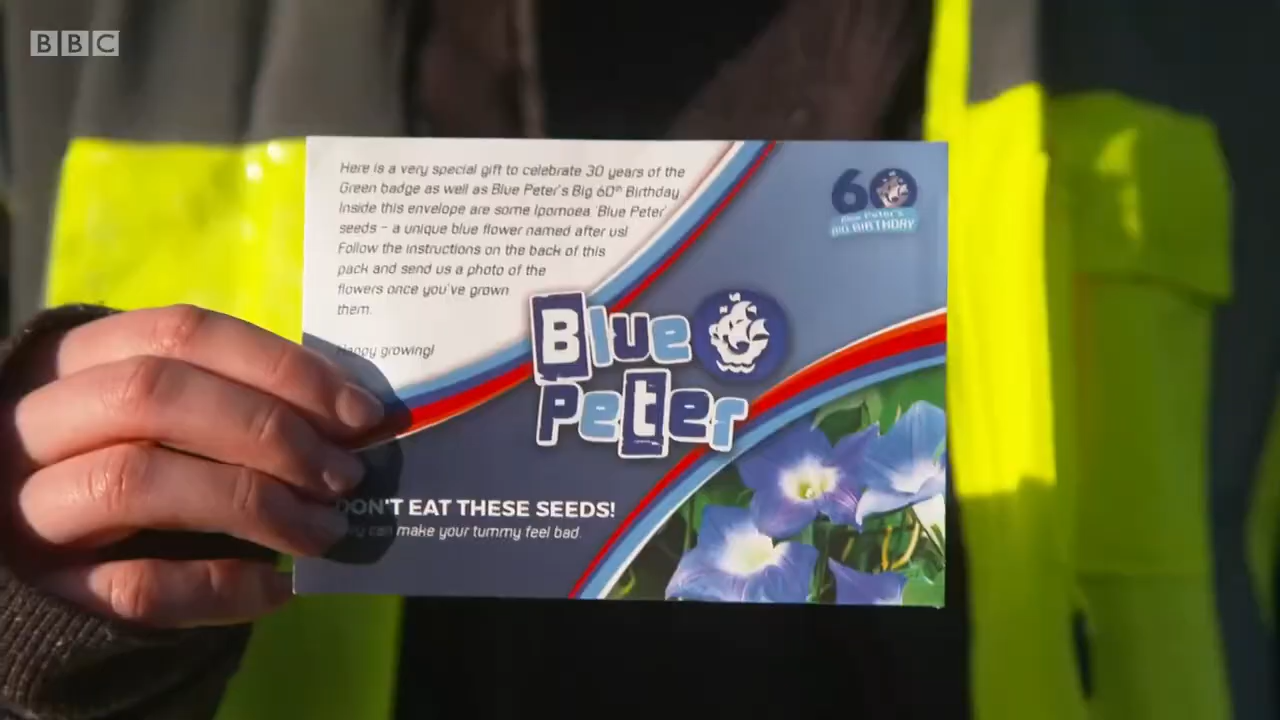 BBC
Here is a very special gift to celebrate 30 years of the
Green badge as well as Blue Peter's Big 60th Birthday
Inside this envelope are some Ipomoea 'Blue Peter'
seeds – a unique blue flower named after us!
Follow the instructions on the back of this
pack and send us a photo of the
flowers once you've grown
them.
Happy growing!
60
Blue Peter's
BIG BIRTHDAY
Blue
Peter
DON'T EAT THESE SEEDS!
can make your tummy feel bad.